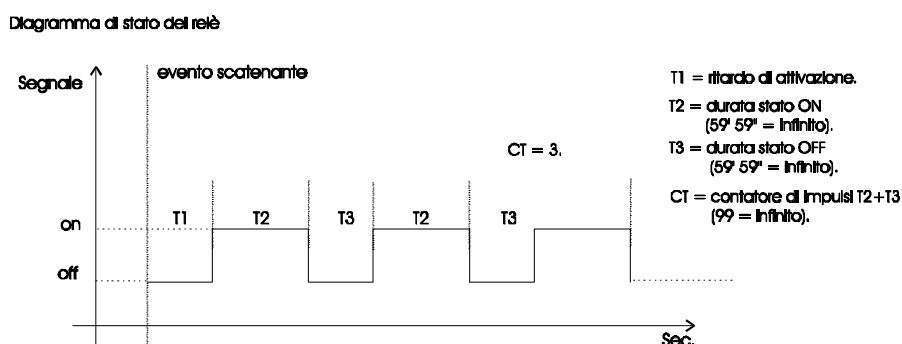 Diagramma di stato del relè
Segnale
evento scatenante
T1 = ritardo di attivazione.
T2 = durata stato ON
(59' 59" = infinito).
CT = 3.
T3 = durata stato OFF
(59' 59" = infinito).
CT = contatore di impulsi T2+T3
(99 = infinito).
on
T1
T2
T3
T2
T3
off
Sec.